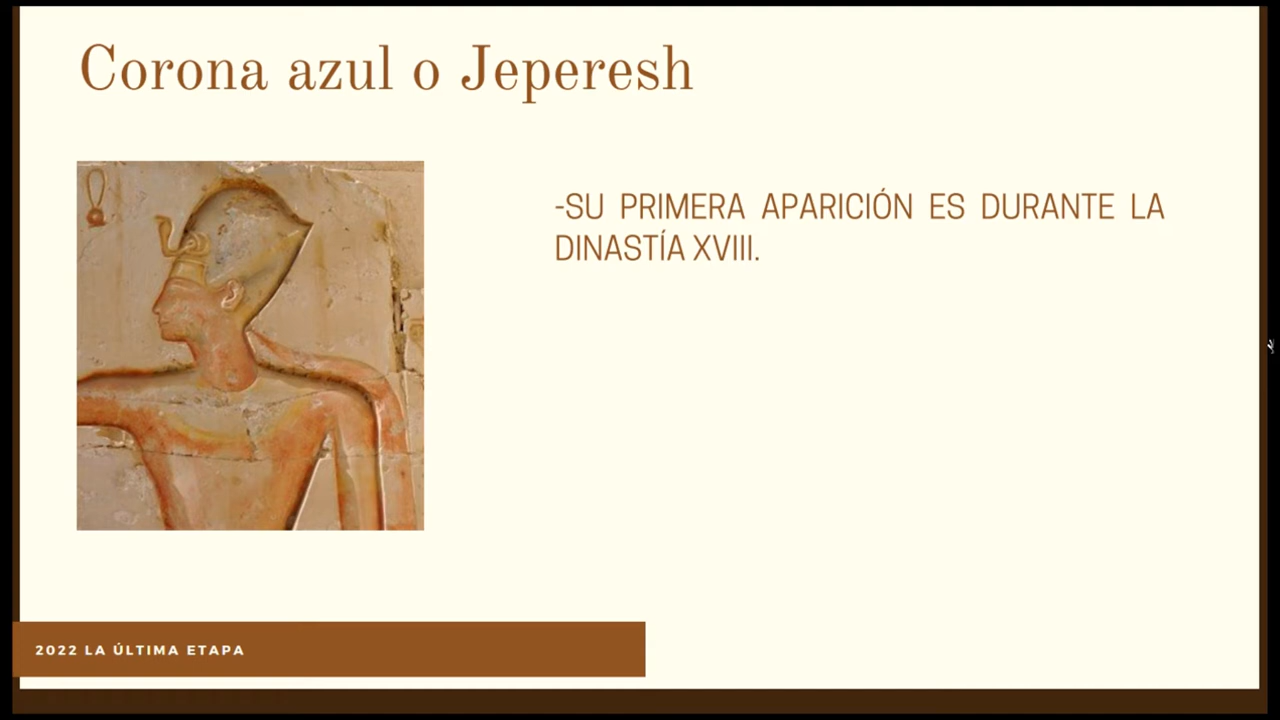 Corona azul o Jeperesh
-SU PRIMERA APARICIÓN ES DURANTE LA
DINASTÍA XVIII.
2022 LA ÚLTIMA ETAPA